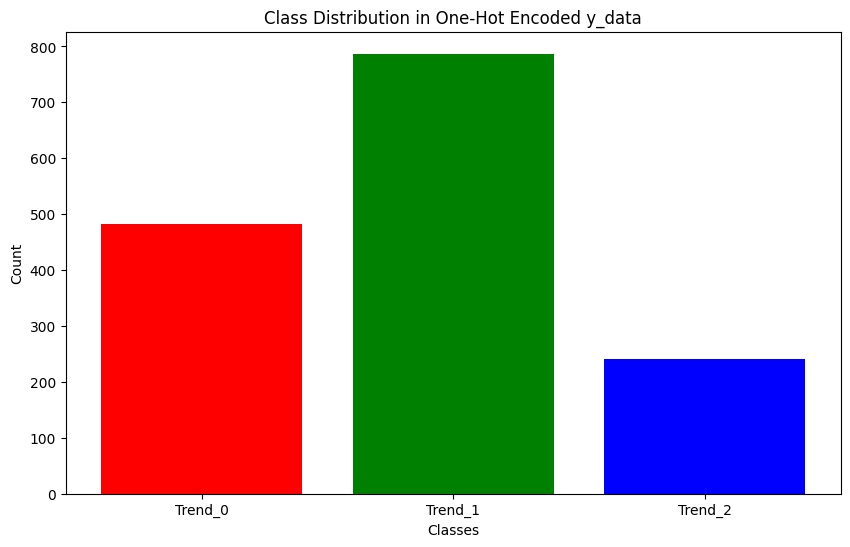 Class Distribution in One-Hot Encoded y_data
800
700
600
500
400
300
200
100
0
Count
Trend_0 Trend_1 Trend_2
Classes